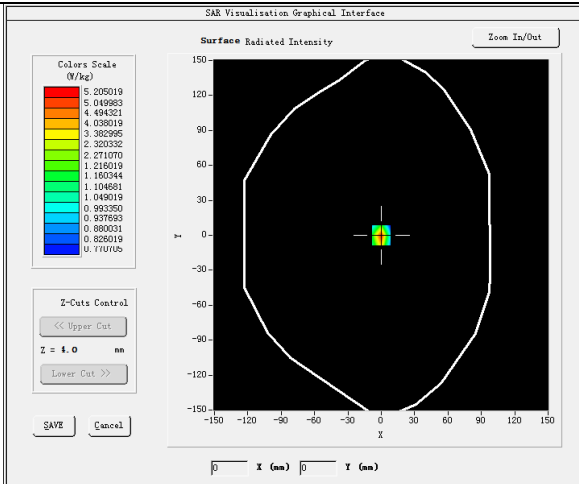 SAR Visualisation Graphical Interface
Surface Radiated Intensity
Zoom In/Out
Colors Scale
(W/kg)
5.205019
5.049983
4.494321
4.038019
3.382995
2.320332
2.271070
1.216019
1.160344
1.104681
1.049019
0.993350
0.937693
0.880031
0.826019
0.770705
150
120
90
60
30
0
-30
-60
-90
-120
-150
Y
-150 -120 -90 -60 -30 0 30 60 90 120 150
X
Z-Cuts Control
<< Upper Cut
Z = 4.0 mm
Lower Cut >>
SAVE Cancel
0 X (mm) 0 Y (mm)